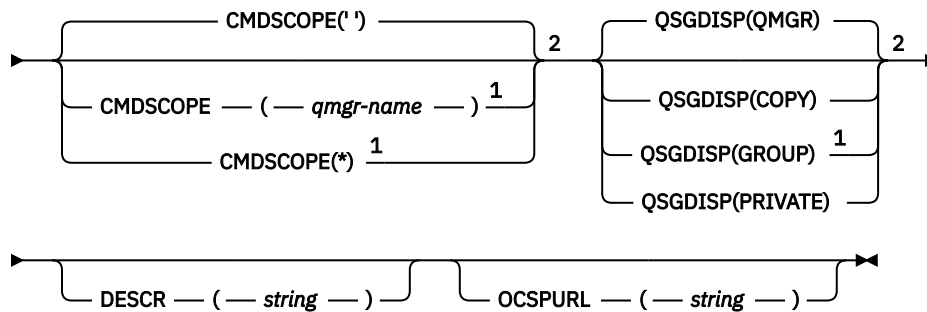 CMDSCOPE(' ')
2
CMDSCOPE ( qmgr-name ) 1
CMDSCOPE(*) 1
QSGDISP(QMGR)
2
QSGDISP(COPY)
QSGDISP(GROUP) 1
QSGDISP(PRIVATE)
DESCR ( string )
OCSPURL ( string )